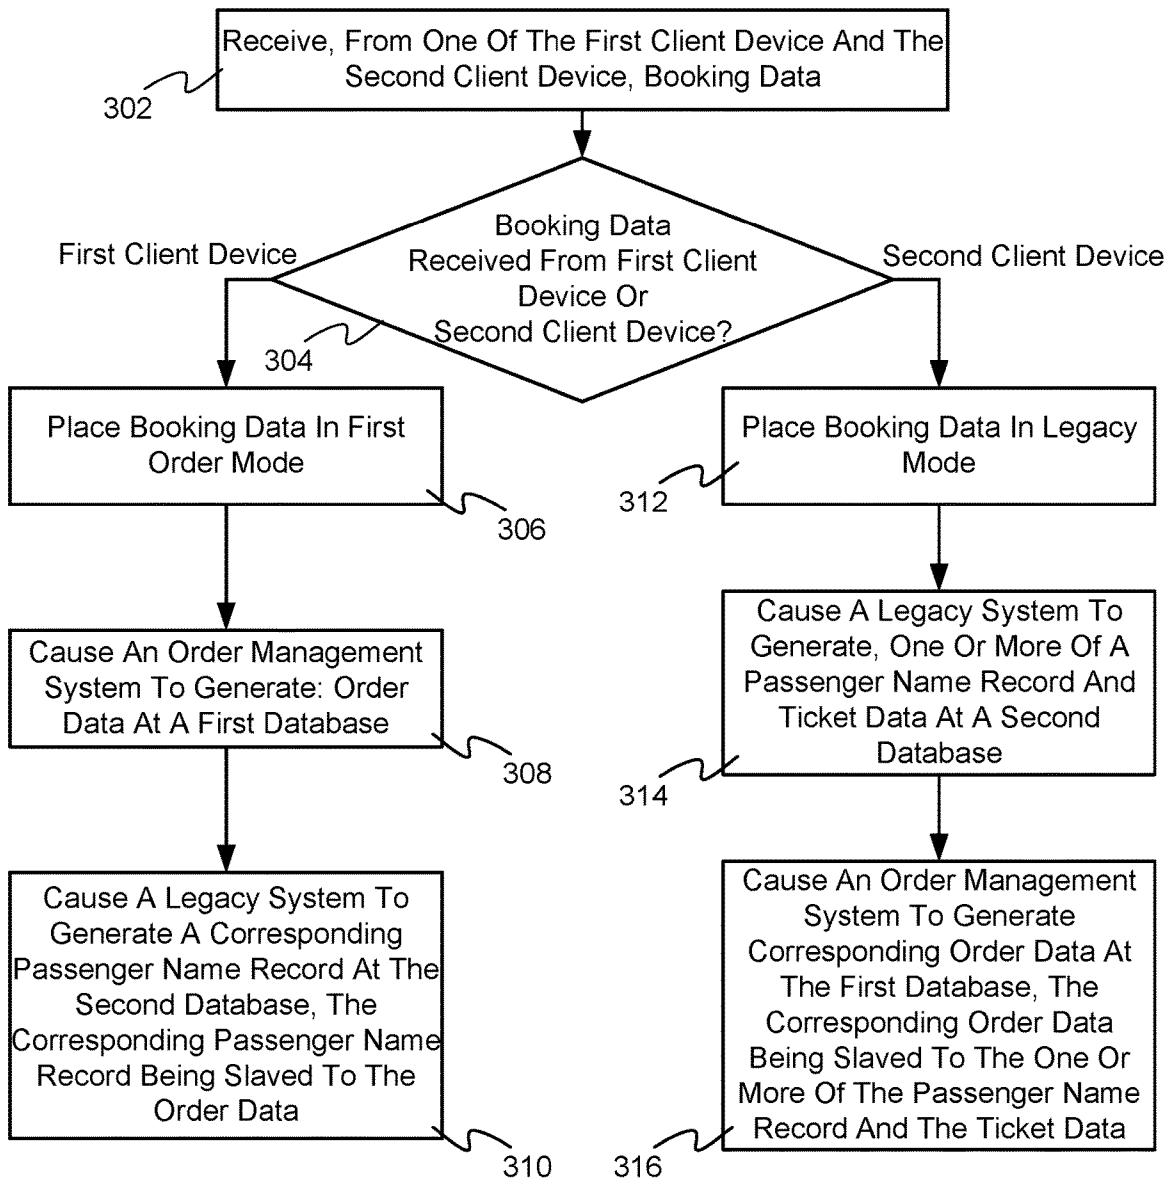 Receive, From One Of The First Client Device And The
Second Client Device, Booking Data
302
Booking Data
Received From First Client
Device Or
Second Client Device?
304
First Client Device
Second Client Device
Place Booking Data In First
Order Mode
306
Cause An Order Management
System To Generate: Order
Data At A First Database
308
Cause A Legacy System To
Generate A Corresponding
Passenger Name Record At The
Second Database, The
Corresponding Passenger Name
Record Being Slaved To The
Order Data
310
Place Booking Data In Legacy
Mode
312
Cause A Legacy System To
Generate, One Or More Of A
Passenger Name Record And
Ticket Data At A Second
Database
314
Cause An Order Management
System To Generate
Corresponding Order Data At
The First Database, The
Corresponding Order Data
Being Slaved To The One Or
More Of The Passenger Name
Record And The Ticket Data
316